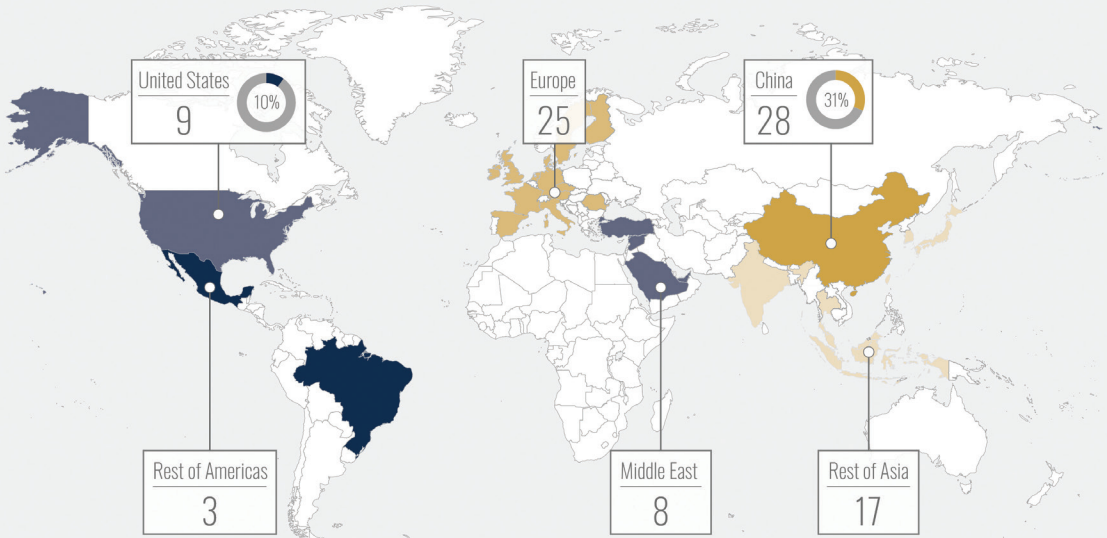 United States
9
10%
Europe
25
China
28
31%
Rest of Americas
3
Middle East
8
Rest of Asia
17